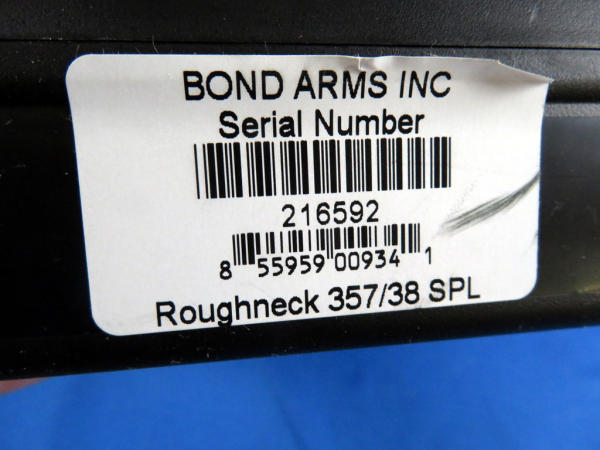 BOND ARMS INC
Serial Number
216592
8 55959 00934 1
Roughneck 357/38 SPL